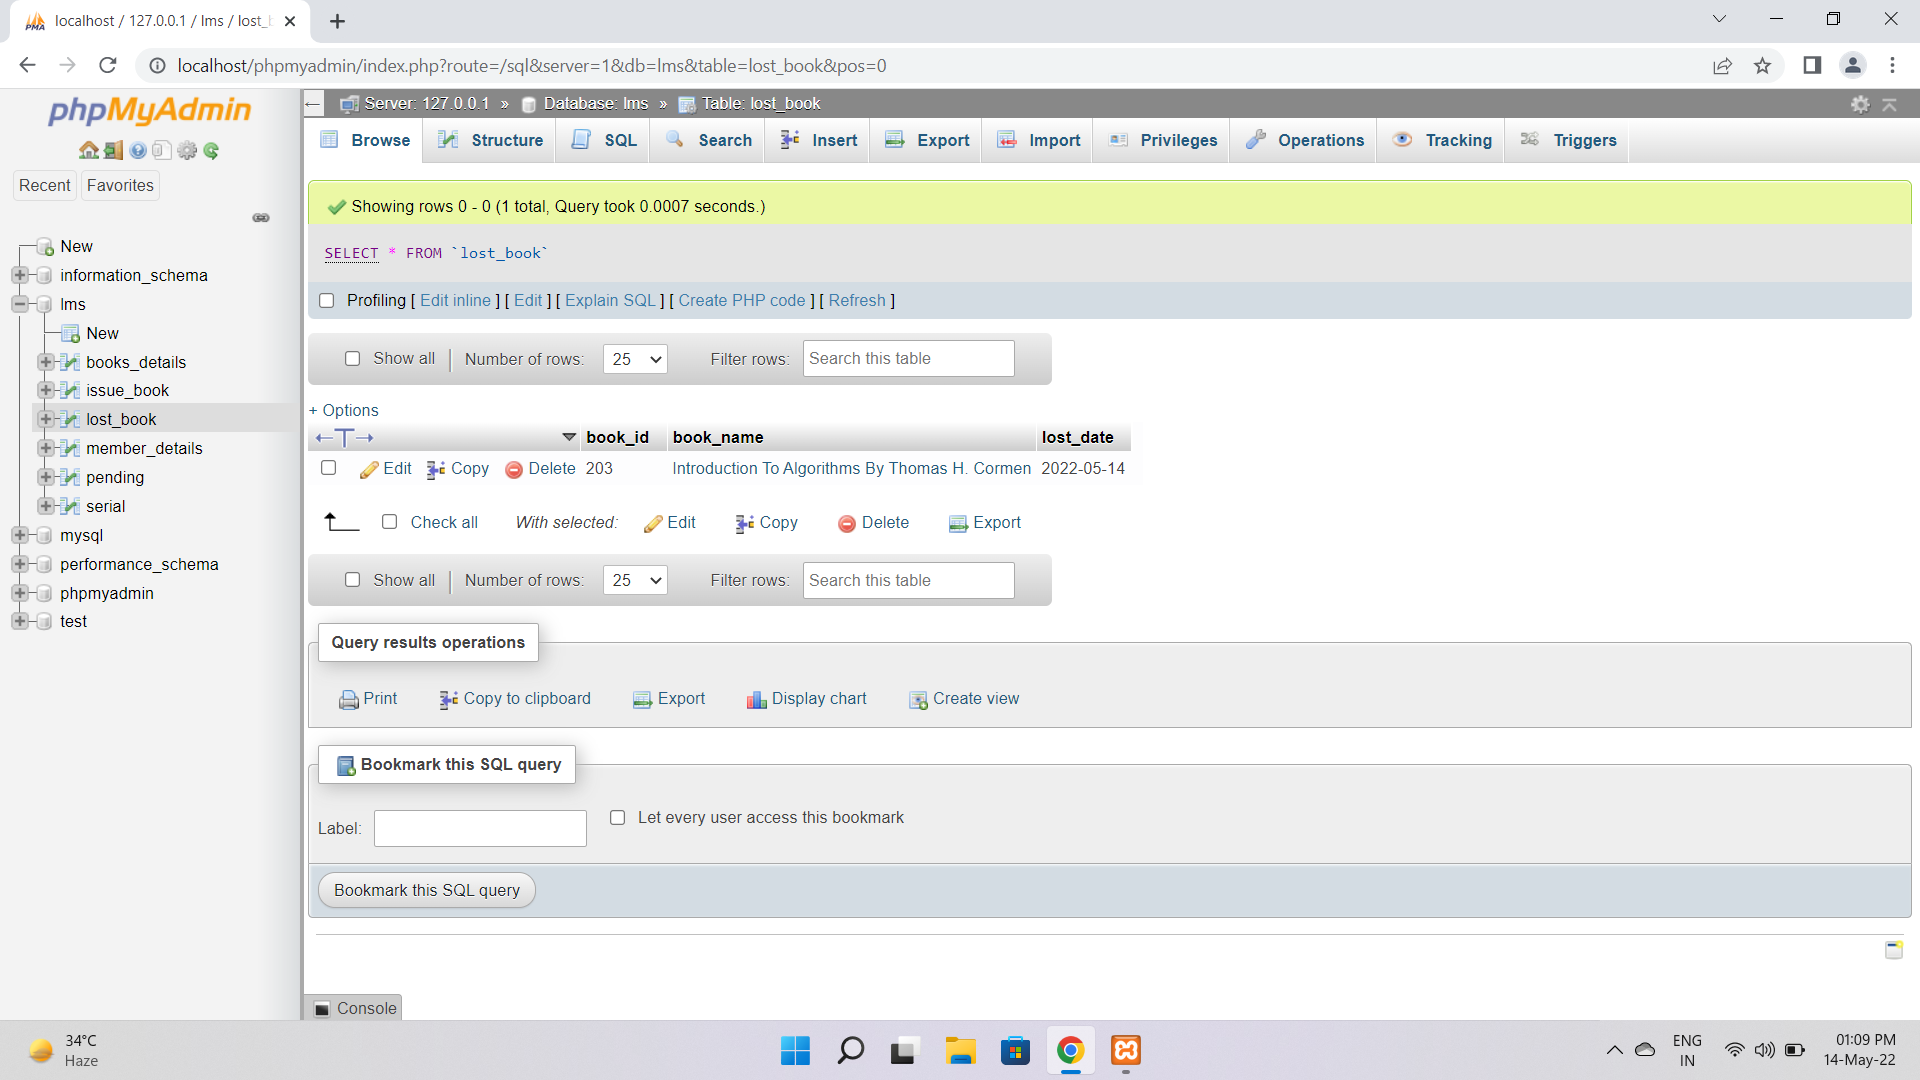 localhost / 127.0.0.1 / lms / lost_b
localhost/phpmyadmin/index.php?route=/sql&server=1&db=lms&table=lost_book&pos=0
phpMyAdmin
Recent
Favorites
New
information_schema
lms
New
books_details
issue_book
lost_book
member_details
pending
serial
mysql
performance_schema
phpmyadmin
test
Server: 127.0.0.1 » Database: lms » Table: lost_book
Browse Structure SQL Search Insert Export Import Privileges Operations Tracking Triggers
Showing rows 0 - 0 (1 total, Query took 0.0007 seconds.)
SELECT * FROM `lost_book`
Profiling [ Edit inline ] [ Edit ] [ Explain SQL ] [ Create PHP code ] [ Refresh ]
Show all | Number of rows: 25 Filter rows: Search this table
+ Options
book_id book_name lost_date
Edit Copy Delete 203 Introduction To Algorithms By Thomas H. Cormen 2022-05-14
Check all With selected: Edit Copy Delete Export
Show all | Number of rows: 25 Filter rows: Search this table
Query results operations
Print Copy to clipboard Export Display chart Create view
Bookmark this SQL query
Label: Let every user access this bookmark
Bookmark this SQL query
Console
34°C
Haze
ENG
IN
01:09 PM
14-May-22